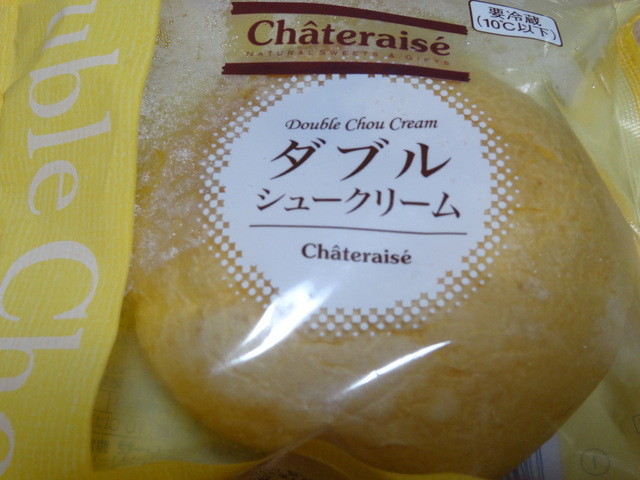 Châteraisé
NATURAL SWEETS & GIFTS
要冷蔵
(10℃以下)
Double Chou Cream
ダブル
シュークリーム
Châteraisé
uble Cho